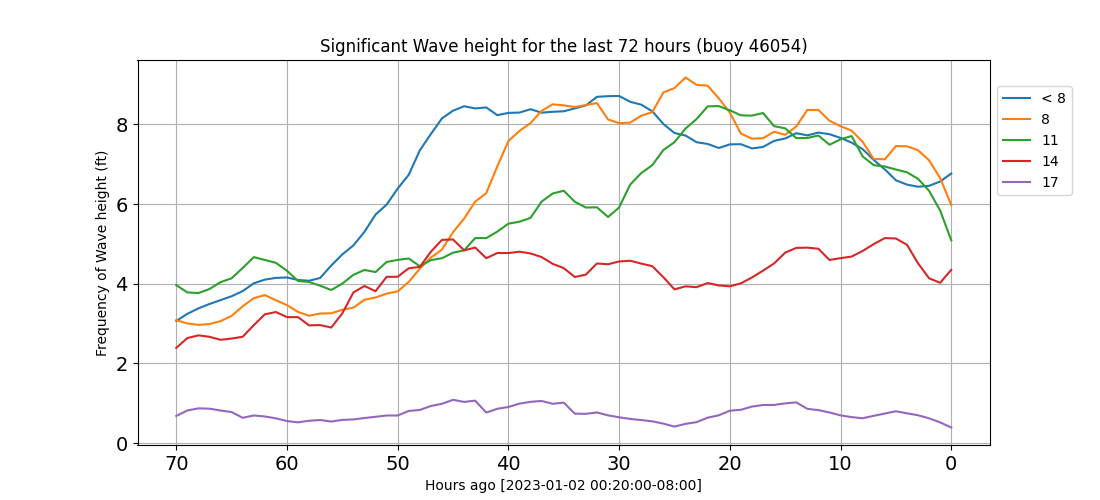 Significant Wave height for the last 72 hours (buoy 46054)
Frequency of Wave height (ft)
8
6
4
2
0
70 60 50 40 30 20 10 0
Hours ago [2023-01-02 00:20:00-08:00]
< 8
8
11
14
17